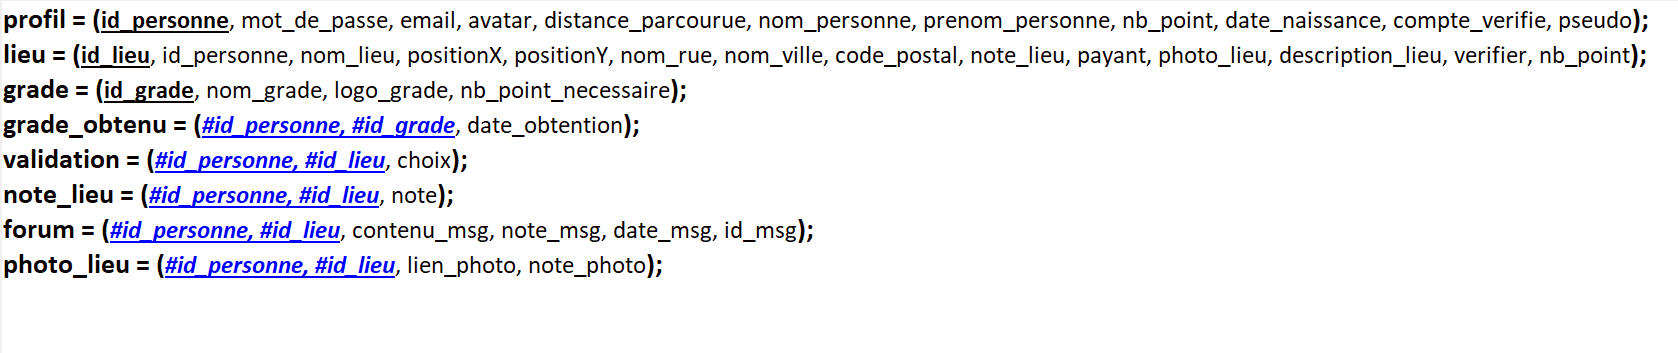 profil = (id_personne, mot_de_passe, email, avatar, distance_parcourue, nom_personne, prenom_personne, nb_point, date_naissance, compte_verifie, pseudo);
lieu = (id_lieu, id_personne, nom_lieu, positionX, positionY, nom_rue, nom_ville, code_postal, note_lieu, payant, photo_lieu, description_lieu, verifier, nb_point);
grade = (id_grade, nom_grade, logo_grade, nb_point_necessaire);
grade_obtenu = (#id_personne, #id_grade, date_obtention);
validation = (#id_personne, #id_lieu, choix);
note_lieu = (#id_personne, #id_lieu, note);
forum = (#id_personne, #id_lieu, contenu_msg, note_msg, date_msg, id_msg);
photo_lieu = (#id_personne, #id_lieu, lien_photo, note_photo);